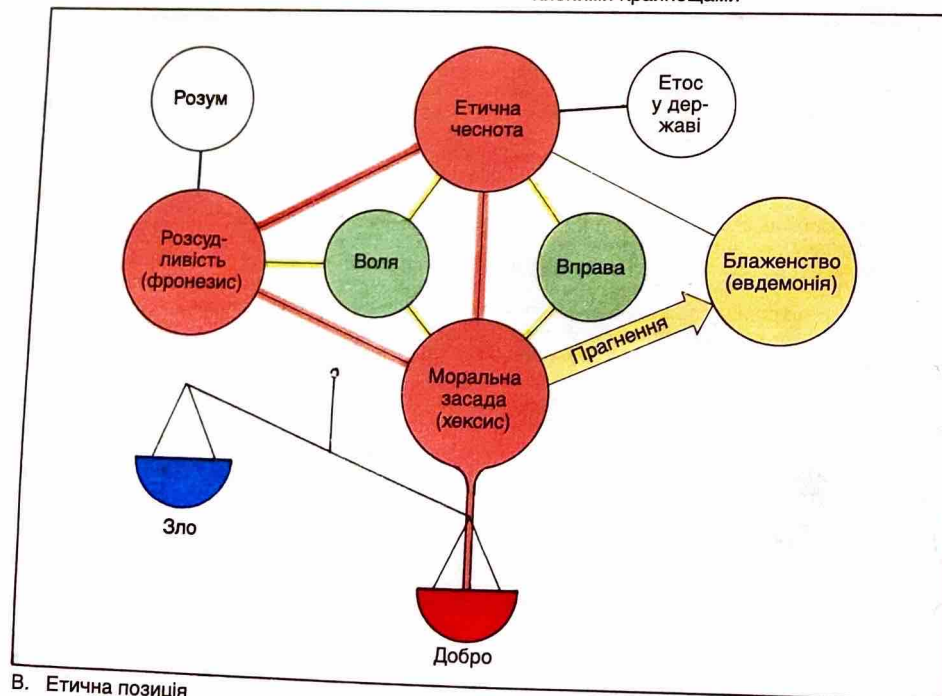 крайнощами
Розум
Етична
чеснота
Етос
у дер-
жаві
Розсуд-
ливість
(фронезис)
Воля
Вправа
Блаженство
(евдемонія)
Прагнення
Моральна
засада
(хексис)
Зло
Добро
В. Етична позиція